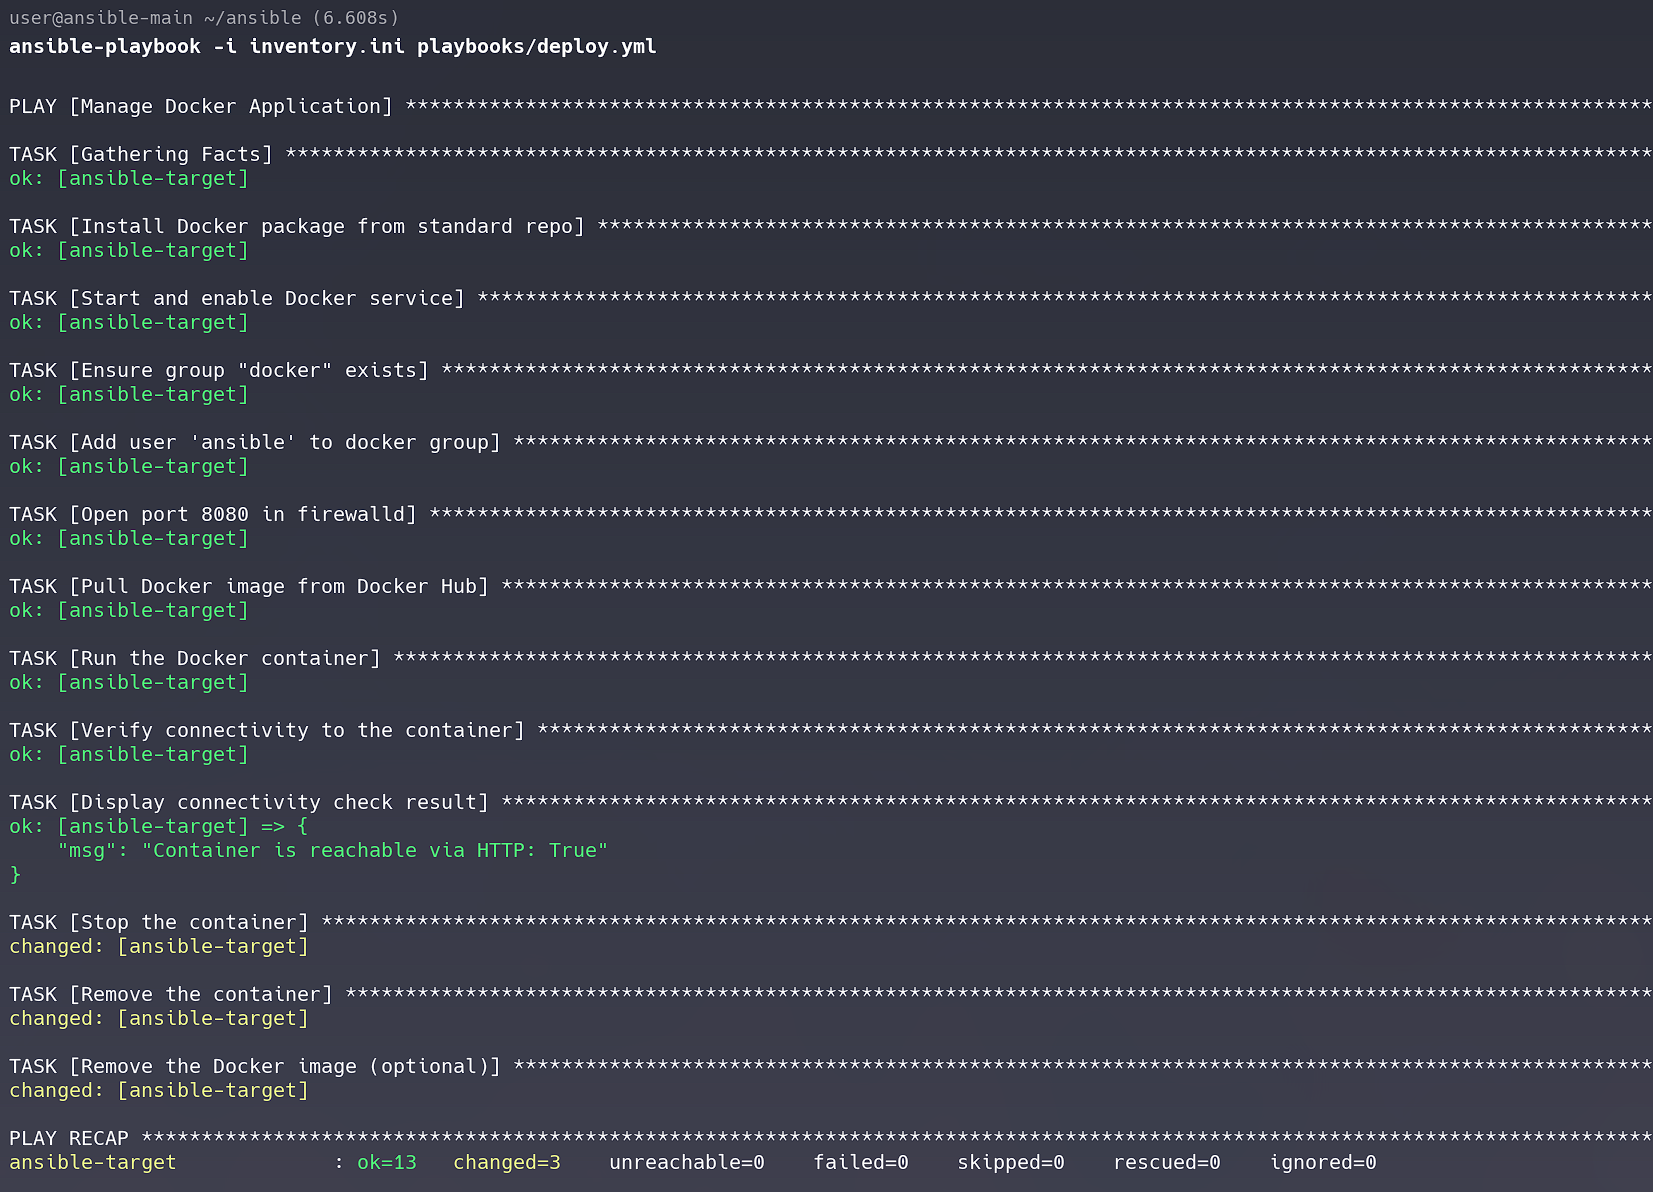 user@ansible-main ~/ansible (6.608s)
ansible-playbook -i inventory.ini playbooks/deploy.yml
PLAY [Manage Docker Application] ********************************************************************************************************
TASK [Gathering Facts] ******************************************************************************************************************
ok: [ansible-target]
TASK [Install Docker package from standard repo] ****************************************************************************************
ok: [ansible-target]
TASK [Start and enable Docker service] **************************************************************************************************
ok: [ansible-target]
TASK [Ensure group "docker" exists] *****************************************************************************************************
ok: [ansible-target]
TASK [Add user 'ansible' to docker group] ***********************************************************************************************
ok: [ansible-target]
TASK [Open port 8080 in firewalld] ******************************************************************************************************
ok: [ansible-target]
TASK [Pull Docker image from Docker Hub] ************************************************************************************************
ok: [ansible-target]
TASK [Run the Docker container] *********************************************************************************************************
ok: [ansible-target]
TASK [Verify connectivity to the container] *********************************************************************************************
ok: [ansible-target]
TASK [Display connectivity check result] ************************************************************************************************
ok: [ansible-target] => {
    "msg": "Container is reachable via HTTP: True"
}
TASK [Stop the container] ***************************************************************************************************************
changed: [ansible-target]
TASK [Remove the container] *************************************************************************************************************
changed: [ansible-target]
TASK [Remove the Docker image (optional)] ***********************************************************************************************
changed: [ansible-target]
PLAY RECAP ******************************************************************************************************************************
ansible-target             : ok=13   changed=3    unreachable=0    failed=0    skipped=0    rescued=0    ignored=0